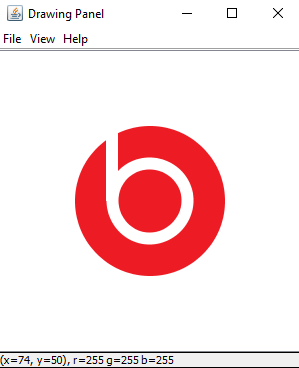 Drawing Panel
File View Help
(x=74, y=50), r=255 g=255 b=255